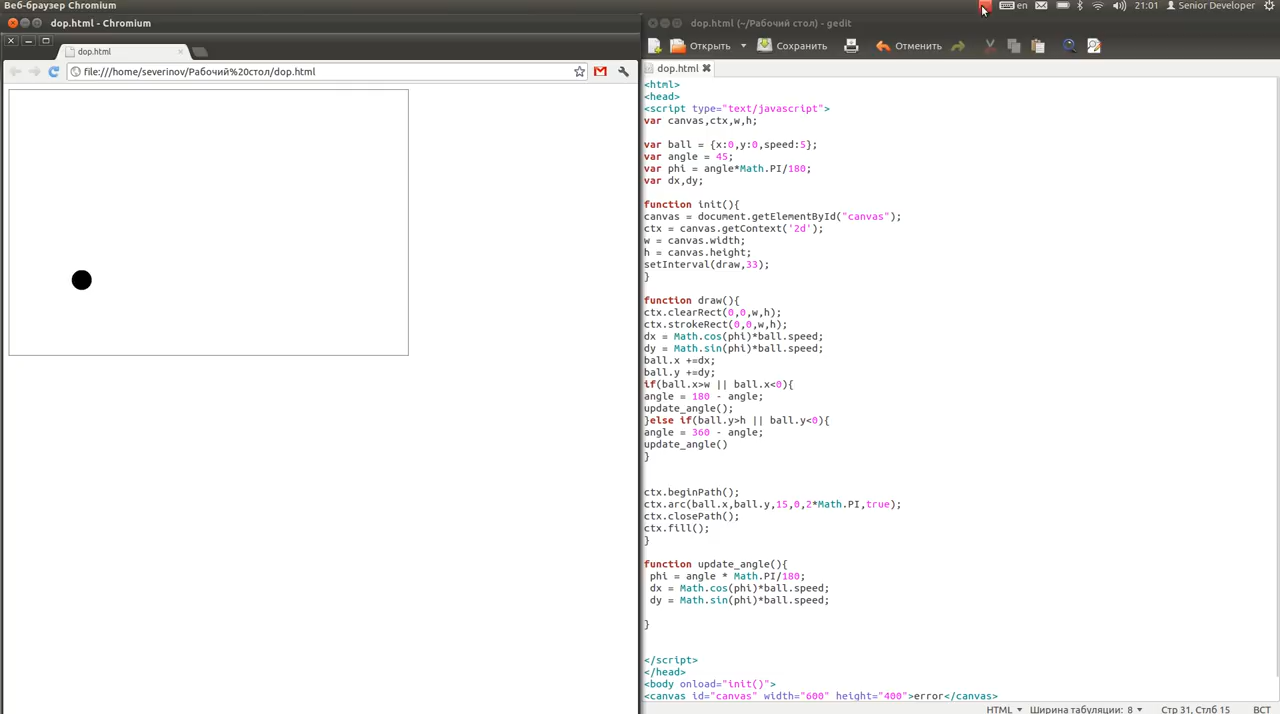 Веб-браузер Chromium
en
21:01
Senior Developer
dop.html - Chromium
dop.html
file:///home/severinov/Рабочий%20стол/dop.html
dop.html (~/Рабочий стол) - gedit
Открыть
Сохранить
Отменить
dop.html
<html>
<head>
<script type="text/javascript">
var canvas,ctx,w,h;
var ball = {x:0,y:0,speed:5};
var angle = 45;
var phi = angle*Math.PI/180;
var dx,dy;
function init(){
canvas = document.getElementById("canvas");
ctx = canvas.getContext('2d');
w = canvas.width;
h = canvas.height;
setInterval(draw,33);
}
function draw(){
ctx.clearRect(0,0,w,h);
ctx.strokeRect(0,0,w,h);
dx = Math.cos(phi)*ball.speed;
dy = Math.sin(phi)*ball.speed;
ball.x +=dx;
ball.y +=dy;
if(ball.x>w || ball.x<0){
angle = 180 - angle;
update_angle();
}else if(ball.y>h || ball.y<0){
angle = 360 - angle;
update_angle()
}
ctx.beginPath();
ctx.arc(ball.x,ball.y,15,0,2*Math.PI,true);
ctx.closePath();
ctx.fill();
}
function update_angle(){
phi = angle * Math.PI/180;
dx = Math.cos(phi)*ball.speed;
dy = Math.sin(phi)*ball.speed;
}
</script>
</head>
<body onload="init()">
<canvas id="canvas" width="600" height="400">error</canvas>
HTML
Ширина табуляции: 8
Стр 31, Стлб 15
ВСТ